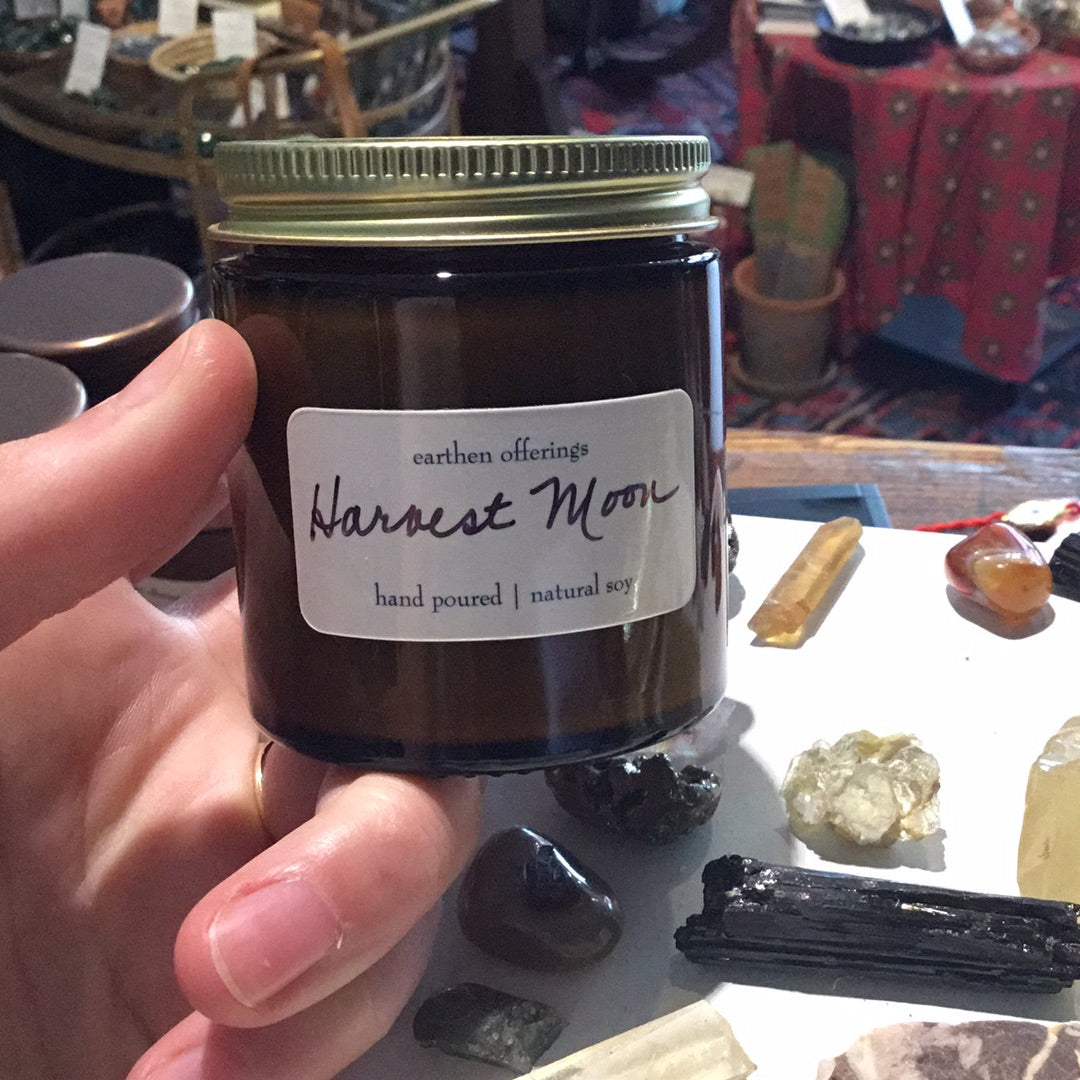 earthen offerings
Harvest Moon
hand poured | natural soy